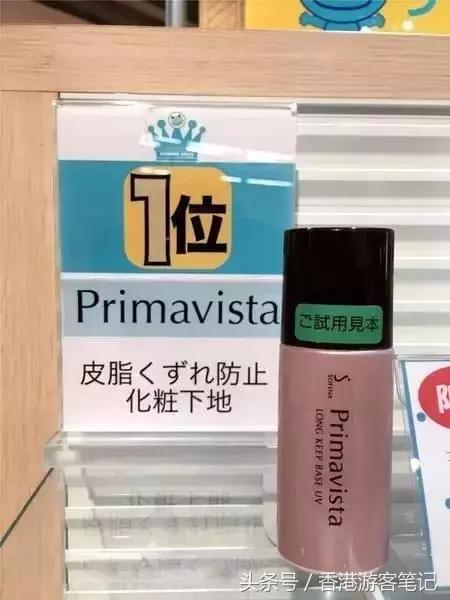 1位
Primavista
皮脂くずれ防止
化粧下地
ご試用見本
SOFINA
Primavista
LONG KEEP BASE UV
头条号／香港游客笔记